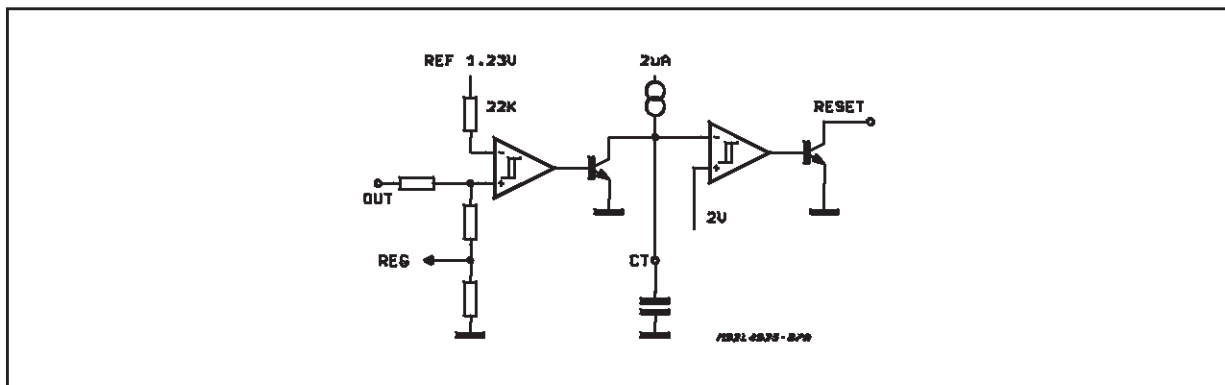 REF 1.23V
2uA
22K
RESET
OUT
2V
REG
CT